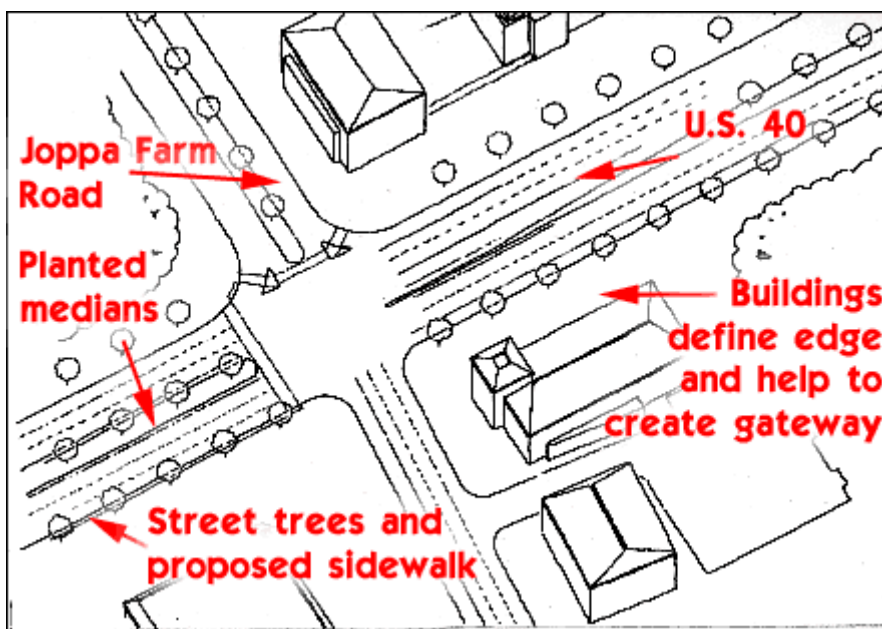 Joppa Farm
Road
U.S. 40
Planted
medians
Buildings
define edge
and help to
create gateway
Street trees and
proposed sidewalk